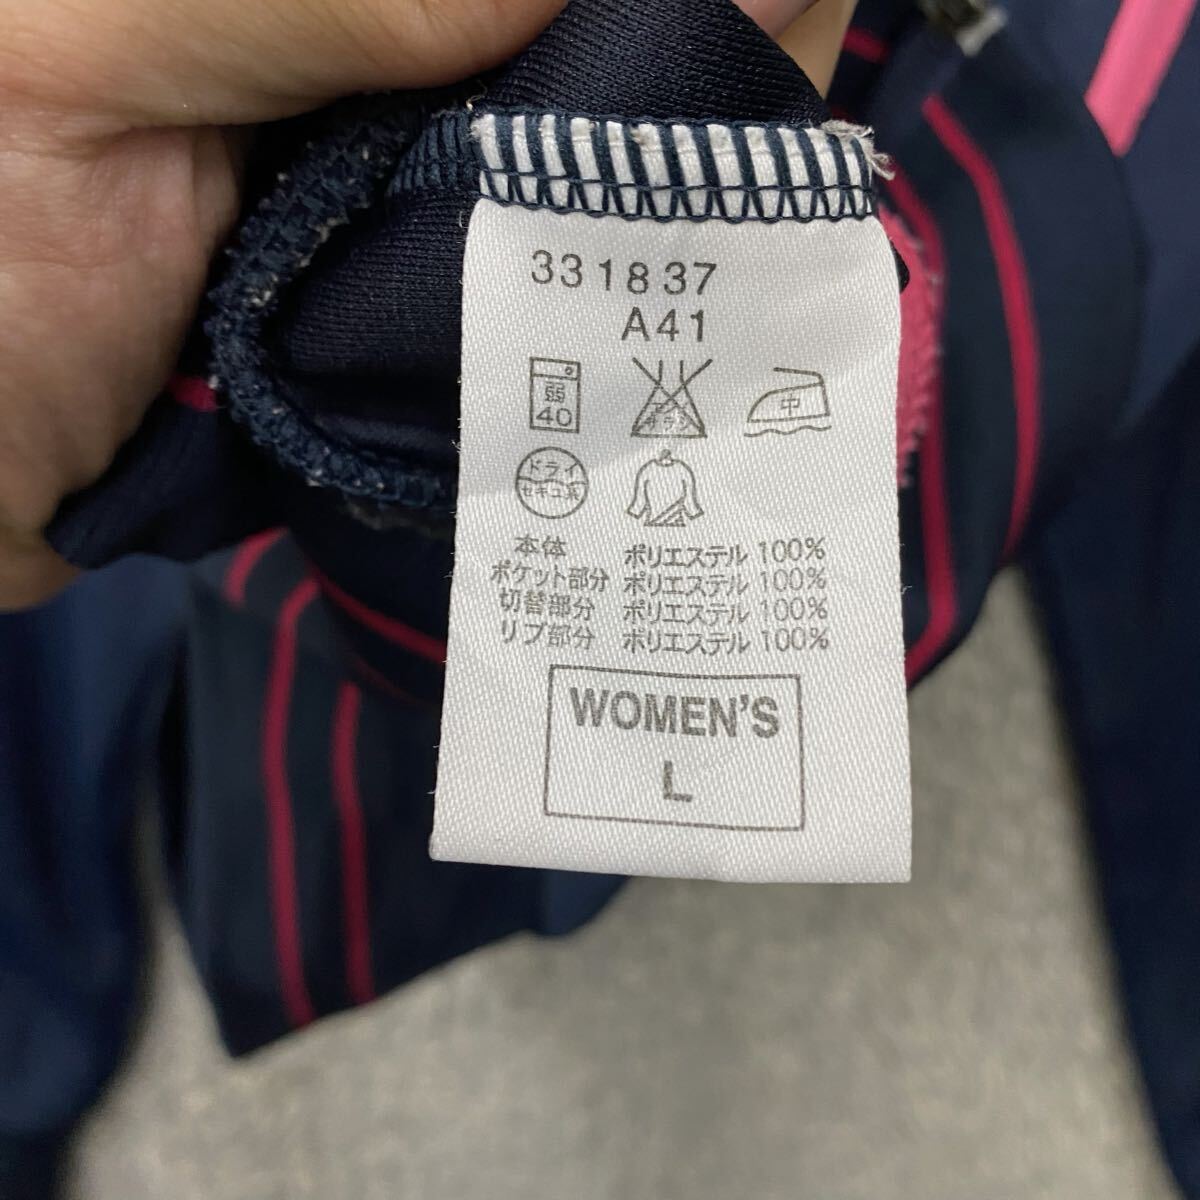 331837
A41
弱
40
中
ドライ
セキユ系
本体 ポリエステル 100%
ポケット部分 ポリエステル 100%
切替部分 ポリエステル 100%
リブ部分 ポリエステル 100%
WOMEN'S
L